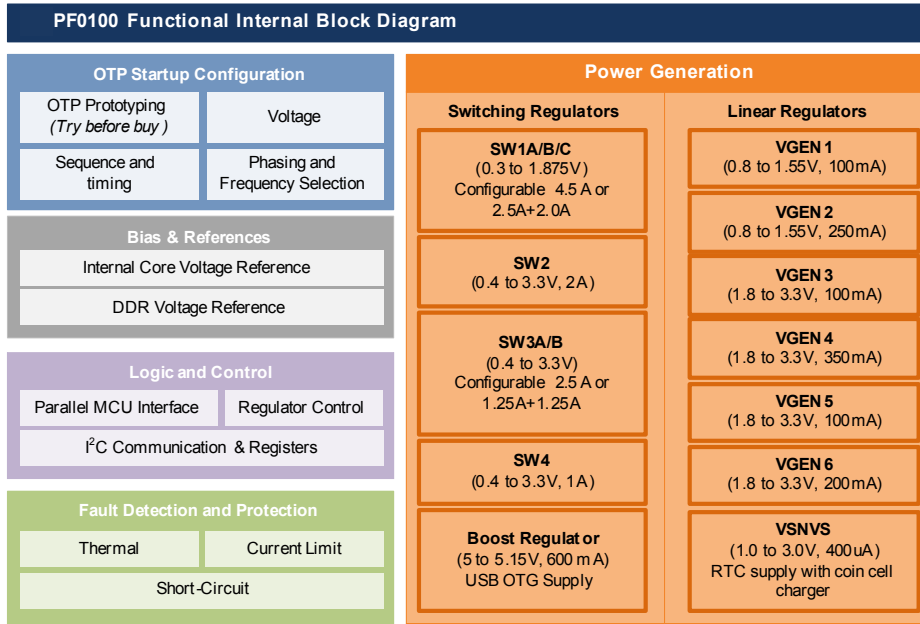 PF0100 Functional Internal Block Diagram
OTP Startup Configuration
OTP Prototyping
(Try before buy)
Voltage
Sequence and
timing
Phasing and
Frequency Selection
Bias & References
Internal Core Voltage Reference
DDR Voltage Reference
Logic and Control
Parallel MCU Interface
Regulator Control
I²C Communication & Registers
Fault Detection and Protection
Thermal
Current Limit
Short-Circuit
Power Generation
Switching Regulators
SW1A/B/C
(0.3 to 1.875V)
Configurable 4.5A or
2.5A+2.0A
SW2
(0.4 to 3.3V, 2A)
SW3A/B
(0.4 to 3.3V)
Configurable 2.5A or
1.25A+1.25A
SW4
(0.4 to 3.3V, 1A)
Boost Regulator
(5 to 5.15V, 600mA)
USB OTG Supply
Linear Regulators
VGEN1
(0.8 to 1.55V, 100mA)
VGEN2
(0.8 to 1.55V, 250mA)
VGEN3
(1.8 to 3.3V, 100mA)
VGEN4
(1.8 to 3.3V, 350mA)
VGEN5
(1.8 to 3.3V, 100mA)
VGEN6
(1.8 to 3.3V, 200mA)
VSNVS
(1.0 to 3.0V, 400uA)
RTC supply with coin cell
charger